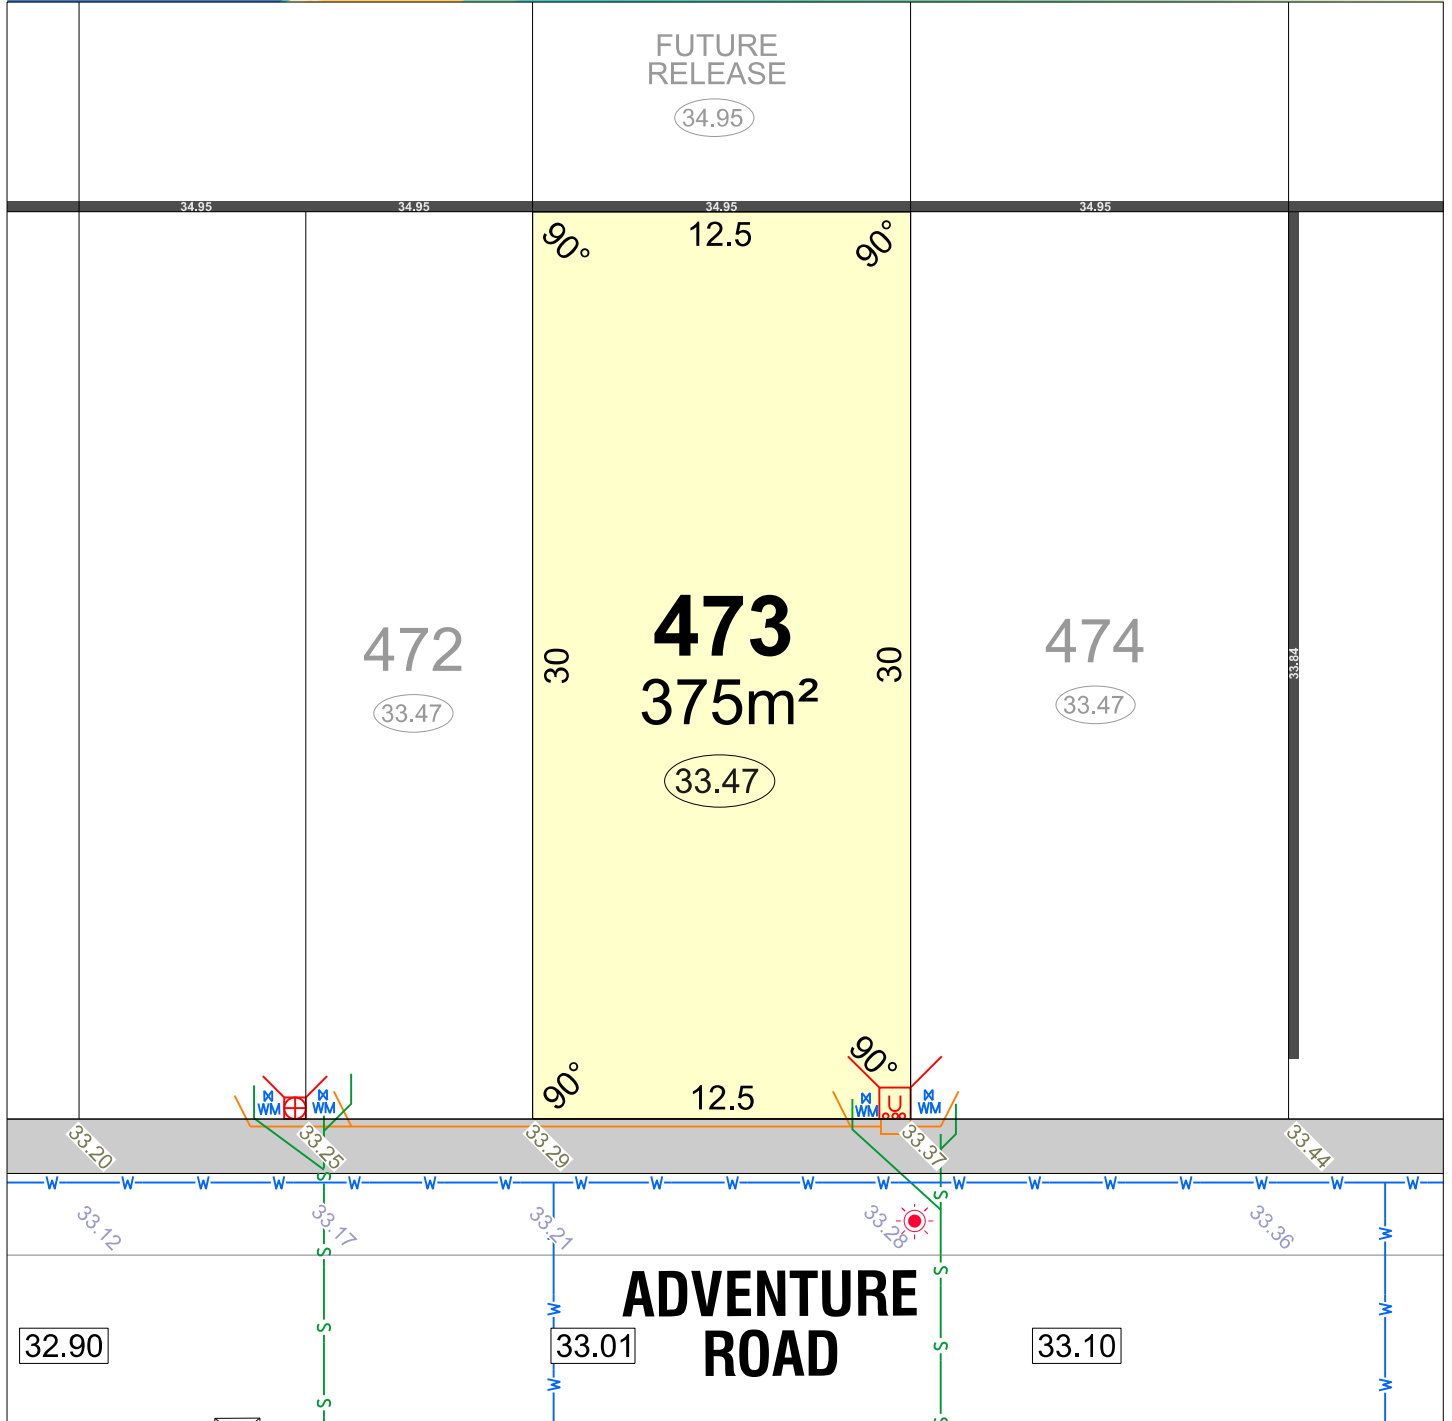 FUTURE
RELEASE
34.95
34.95
34.95
34.95
34.95
90°
12.5
90°
472
33.47
30
473
375m²
33.47
30
474
33.47
33.84
90°
12.5
90°
WM
WM
WM
U
WM
33.20
33.25
33.29
33.37
33.44
W W W W W W W W W W W W W W W W W W W
33.12
33.17
33.21
33.28
33.36
S
S
S
S
S
S
S
S
W
W
W
W
W
ADVENTURE
ROAD
32.90
33.01
33.10